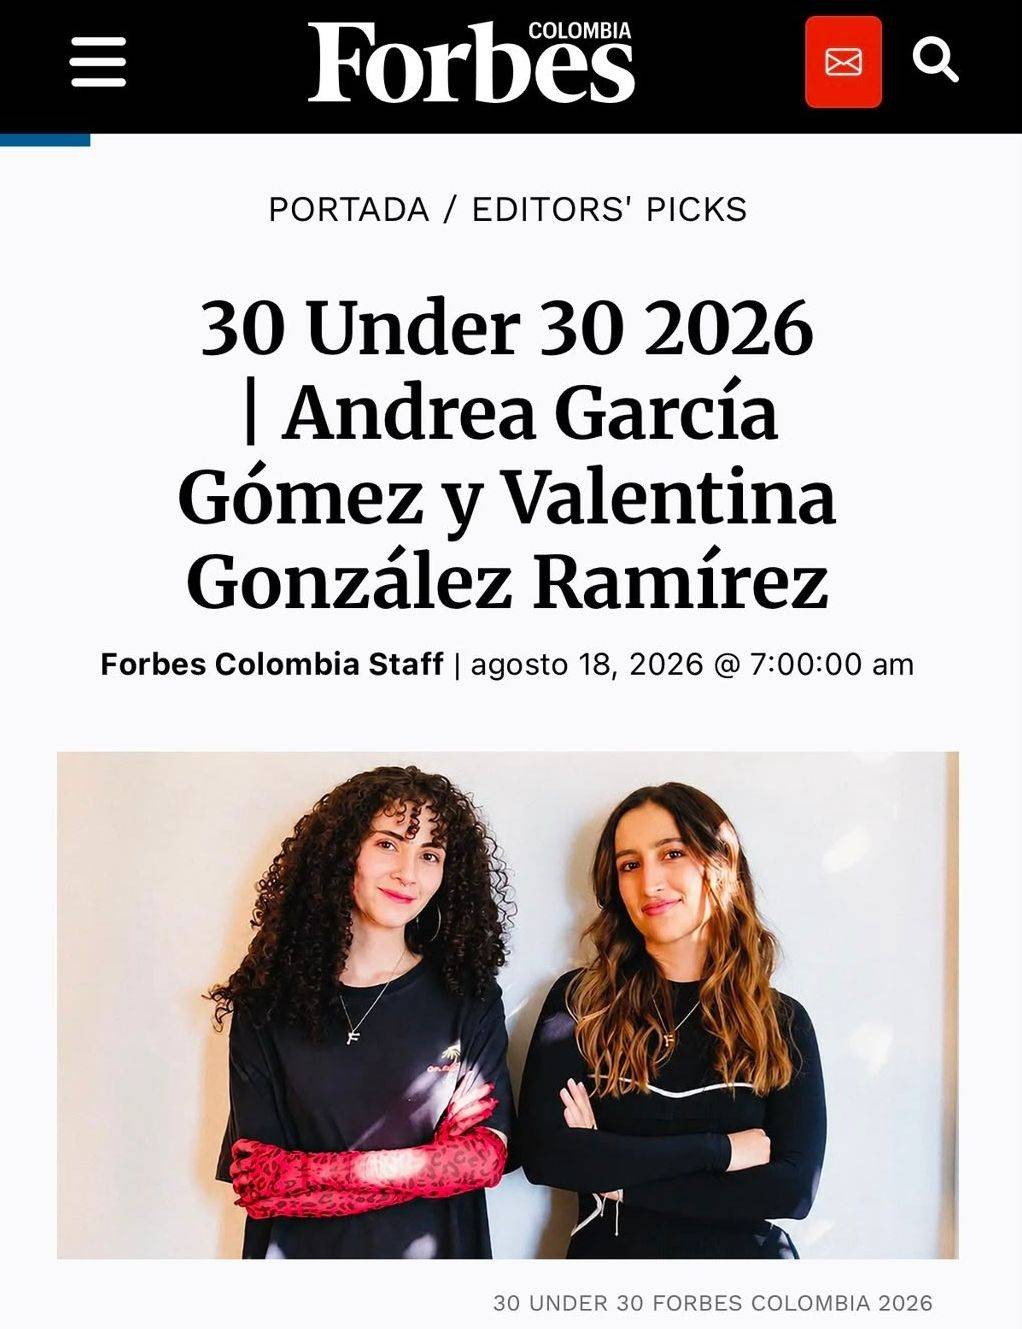 Forbes
COLOMBIA
PORTADA / EDITORS' PICKS
30 Under 30 2026
| Andrea García
Gómez y Valentina
González Ramírez
Forbes Colombia Staff | agosto 18, 2026 @ 7:00:00 am
F
F
30 UNDER 30 FORBES COLOMBIA 2026